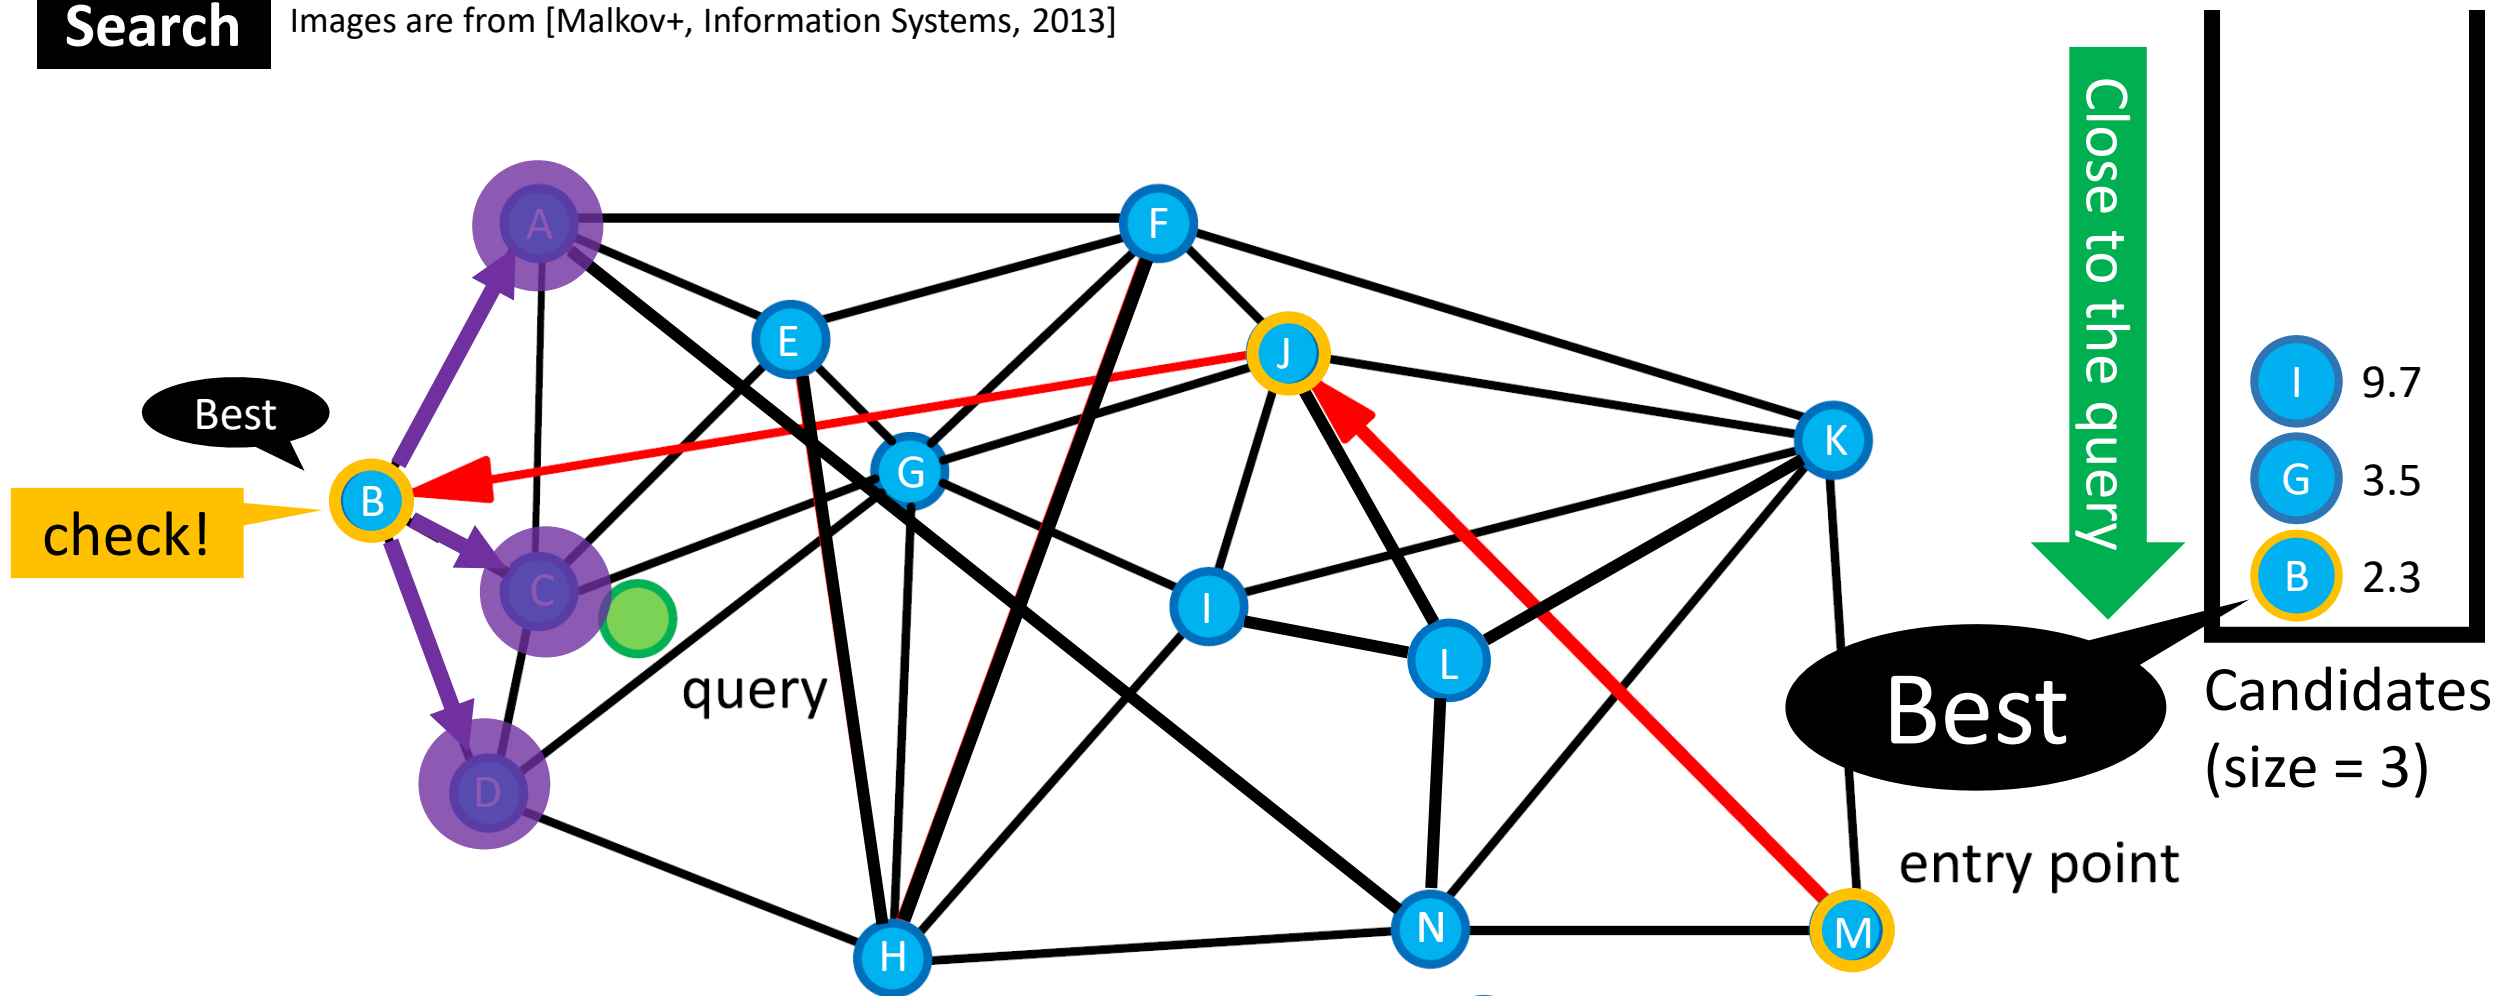 Search
Images are from [Malkov+, Information Systems, 2013]
Close to the query
A
F
E
J
I 9.7
Best
K
G
G 3.5
B
check!
B 2.3
C
I
query
L
Best
Candidates
(size = 3)
D
entry point
H
N
M